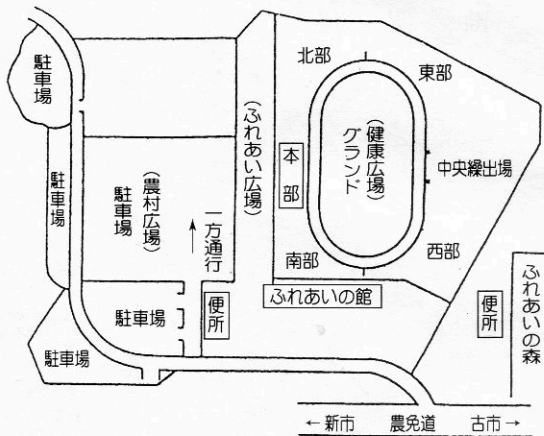 駐車場
駐車場
(農村広場)
駐車場
一方通行
(ふれあい広場)
北部
東部
本部
(健康広場)
グランド
中央繰出場
南部
西部
ふれあいの館
便所
駐車場
駐車場
便所
ふれあいの森
←新市 農免道 古市→